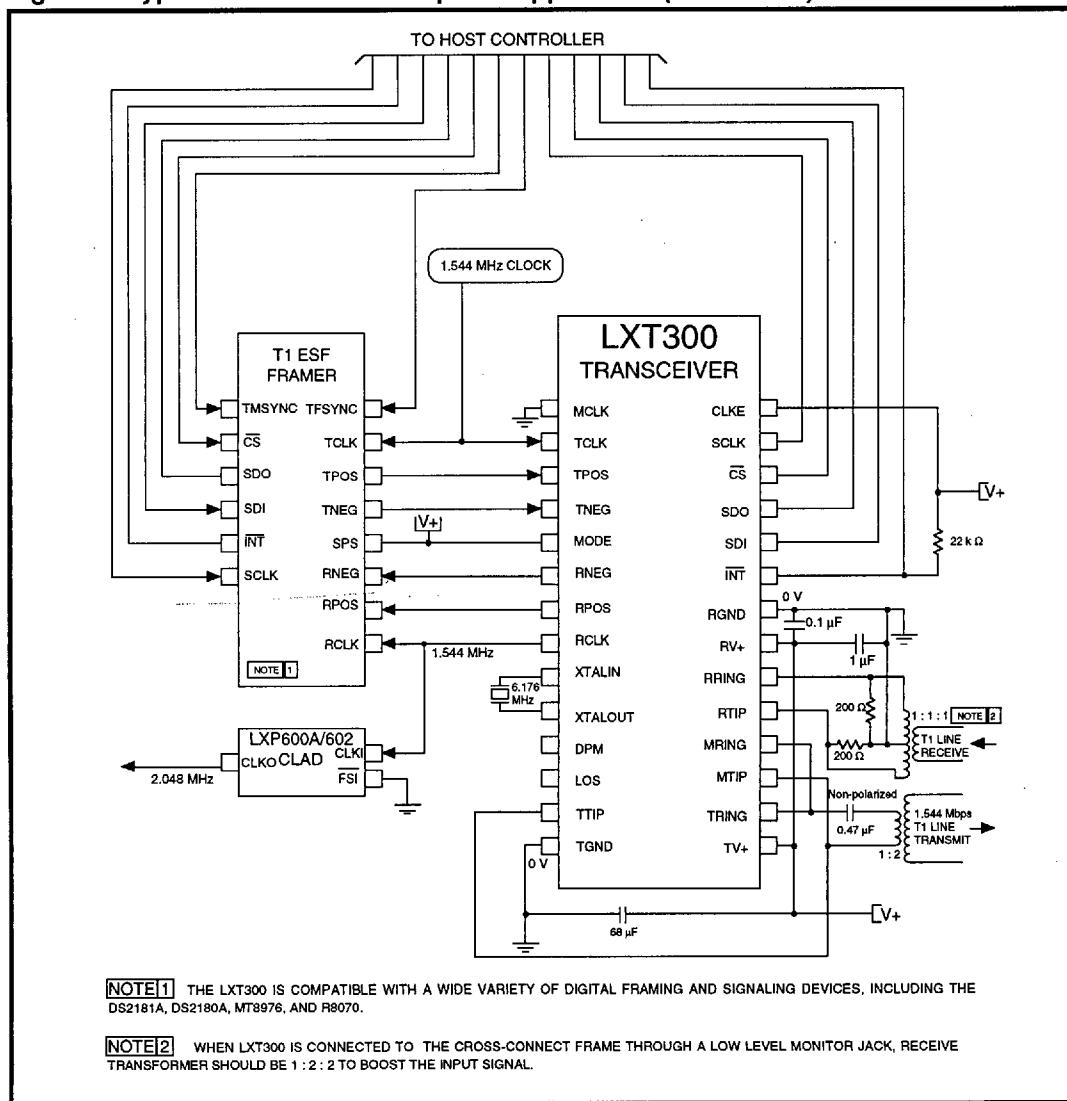 TO HOST CONTROLLER
1.544 MHz CLOCK
T1 ESF
FRAMER
TMSYNC TFSYNC
CS TCLK
SDO TPOS
SDI TNEG
INT SPS
SCLK RNEG
RPOS
RCLK
NOTE 1
V+
1.544 MHz
LXP600A/602
CLKO CLAD CLKI
FSI
2.048 MHz
LXT300
TRANSCEIVER
MCLK CLKE
TCLK SCLK
TPOS CS
TNEG SDO
MODE SDI
RNEG INT
RPOS RGND
RCLK RV+
XTALIN RRING
XTALOUT RTIP
DPM MRING
LOS MTIP
TTIP TRING
TGND TV+
6.176
MHz
0 V
V+
22 k Ω
0 V
0.1 µF
1 µF
200 Ω
200 Ω
1 : 1 : 1 NOTE 2
T1 LINE
RECEIVE
Non-polarized
0.47 µF
1 : 2
1.544 Mbps
T1 LINE
TRANSMIT
V+
68 µF
NOTE 1 THE LXT300 IS COMPATIBLE WITH A WIDE VARIETY OF DIGITAL FRAMING AND SIGNALING DEVICES, INCLUDING THE
DS2181A, DS2180A, MT8976, AND R8070.
NOTE 2 WHEN LXT300 IS CONNECTED TO THE CROSS-CONNECT FRAME THROUGH A LOW LEVEL MONITOR JACK, RECEIVE
TRANSFORMER SHOULD BE 1 : 2 : 2 TO BOOST THE INPUT SIGNAL.